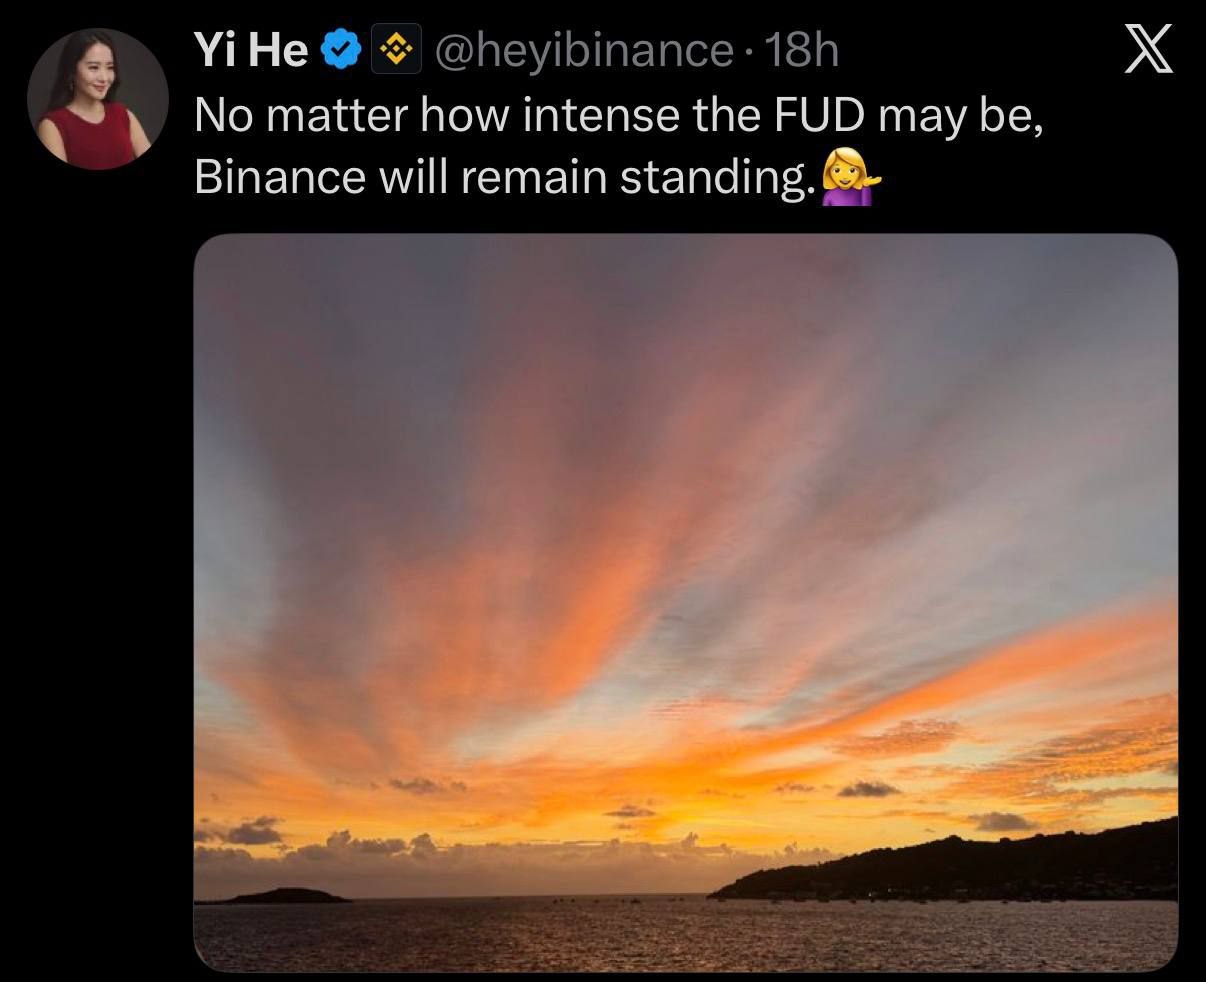 Yi He @heyibinance · 18h
No matter how intense the FUD may be,
Binance will remain standing.💁‍♀️